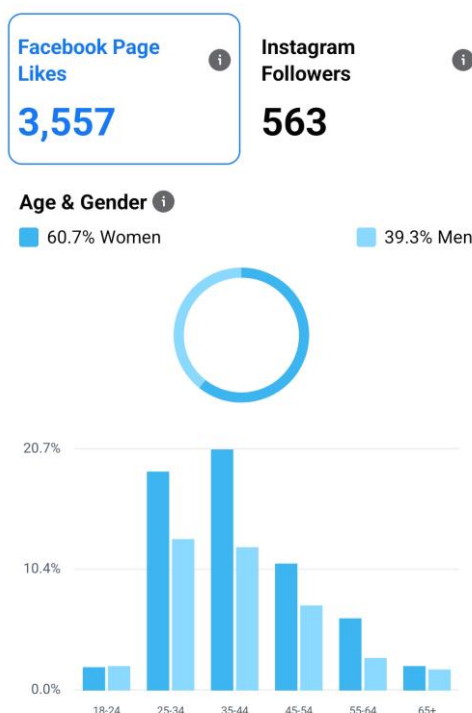 Facebook Page
Likes
3,557
Instagram
Followers
563
Age & Gender
60.7% Women
39.3% Men
20.7%
10.4%
0.0%
18-24 25-34 35-44 45-54 55-64 65+